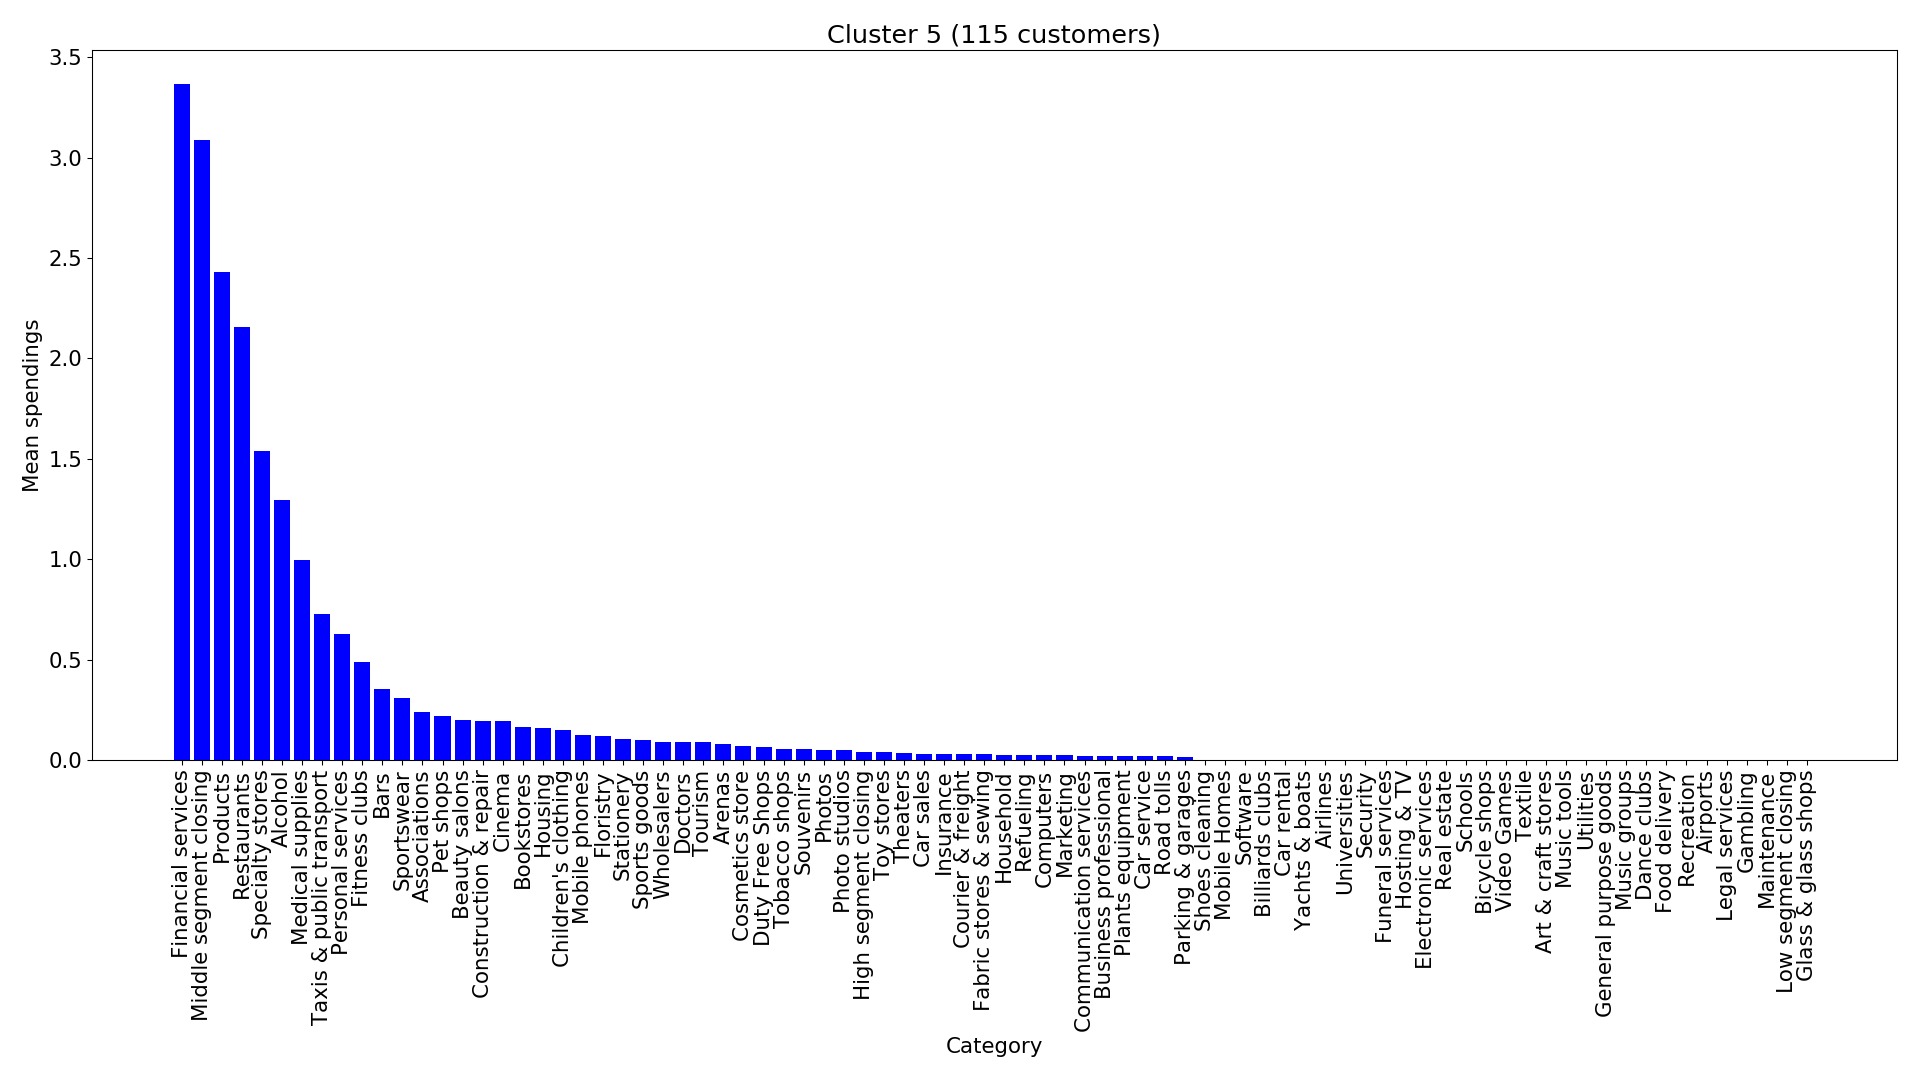 Cluster 5 (115 customers)
3.5
3.0
2.5
2.0
1.5
1.0
0.5
0.0
Mean spendings
Financial services
Middle segment closing
Products
Restaurants
Specialty stores
Alcohol
Medical supplies
Taxis & public transport
Personal services
Fitness clubs
Bars
Sportswear
Associations
Pet shops
Beauty salons
Construction & repair
Cinema
Bookstores
Housing
Children's clothing
Mobile phones
Floristry
Stationery
Sports goods
Wholesalers
Doctors
Tourism
Arenas
Cosmetics store
Duty Free Shops
Tobacco shops
Souvenirs
Photos
Photo studios
High segment closing
Toy stores
Theaters
Car sales
Insurance
Courier & freight
Fabric stores & sewing
Household
Refueling
Computers
Marketing
Communication services
Business professional
Plants equipment
Car service
Road tolls
Parking & garages
Shoes cleaning
Mobile Homes
Software
Billiards clubs
Car rental
Yachts & boats
Airlines
Universities
Security
Funeral services
Hosting & TV
Electronic services
Real estate
Schools
Bicycle shops
Video Games
Textile
Art & craft stores
Music tools
Utilities
General purpose goods
Music groups
Dance clubs
Food delivery
Recreation
Airports
Legal services
Gambling
Maintenance
Low segment closing
Glass & glass shops
Category